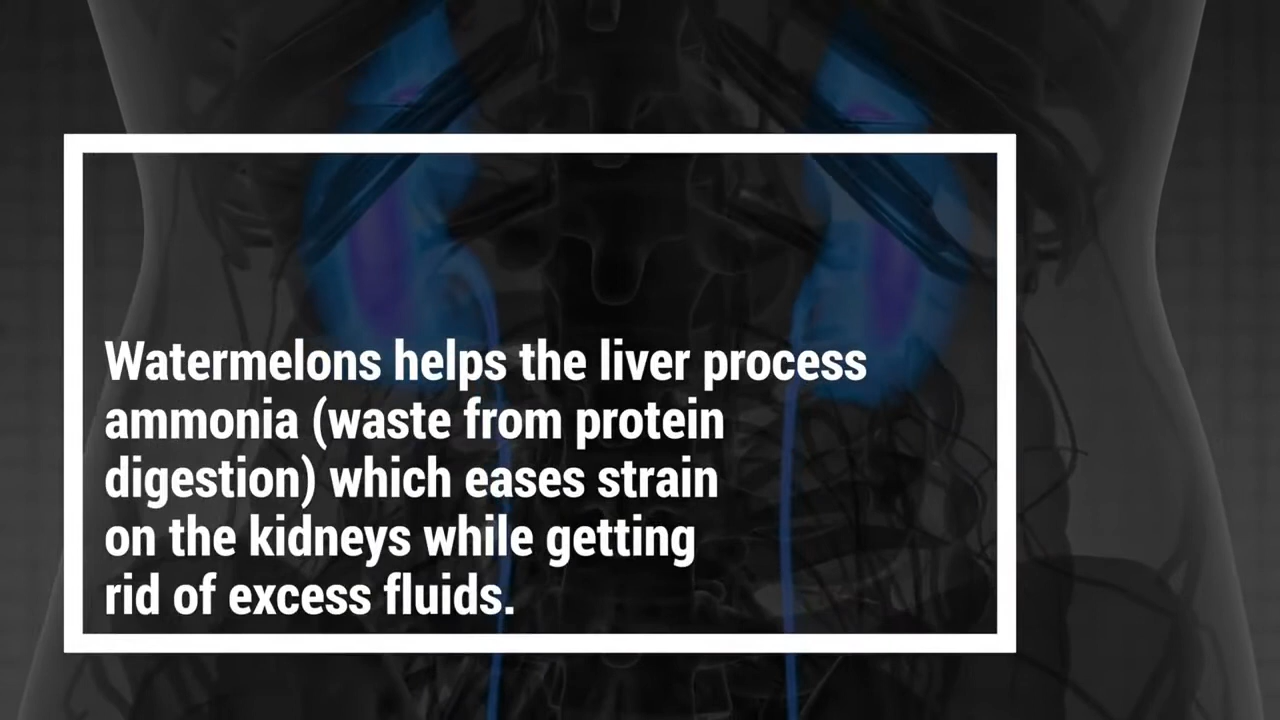 Watermelons helps the liver process
ammonia (waste from protein
digestion) which eases strain
on the kidneys while getting
rid of excess fluids.